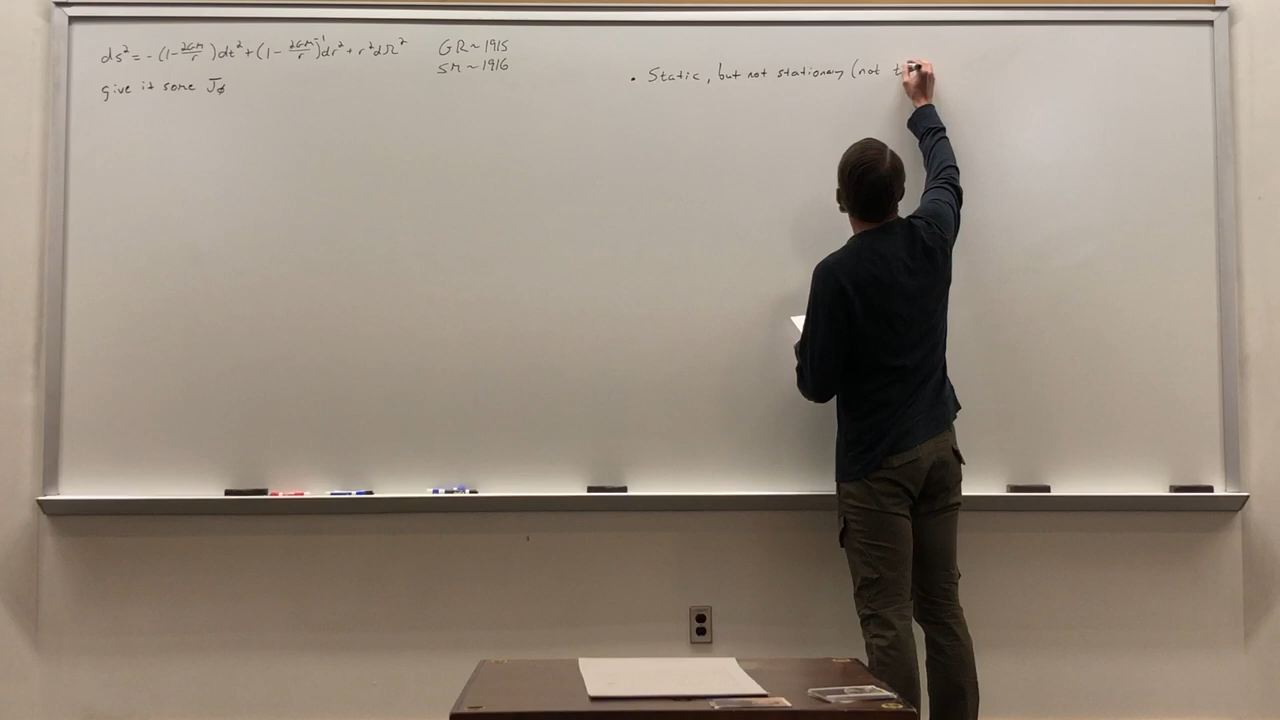 ds² = -(1-2GM/r)dt² + (1-2GM/r)⁻¹dr² + r²dΩ²
give it some J_ϕ
GR ~ 1915
SM ~ 1916
• Static, but not stationary (not t